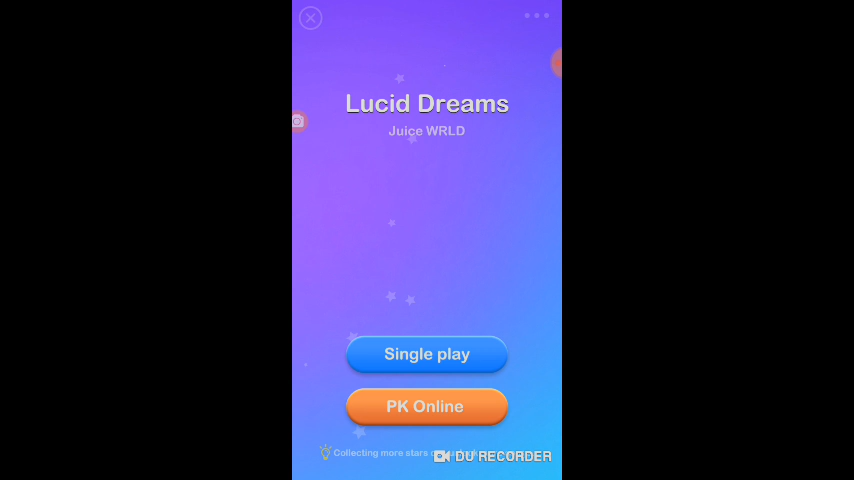 Lucid Dreams
Juice WRLD
Single play
PK Online
Collecting more stars
DU RECORDER